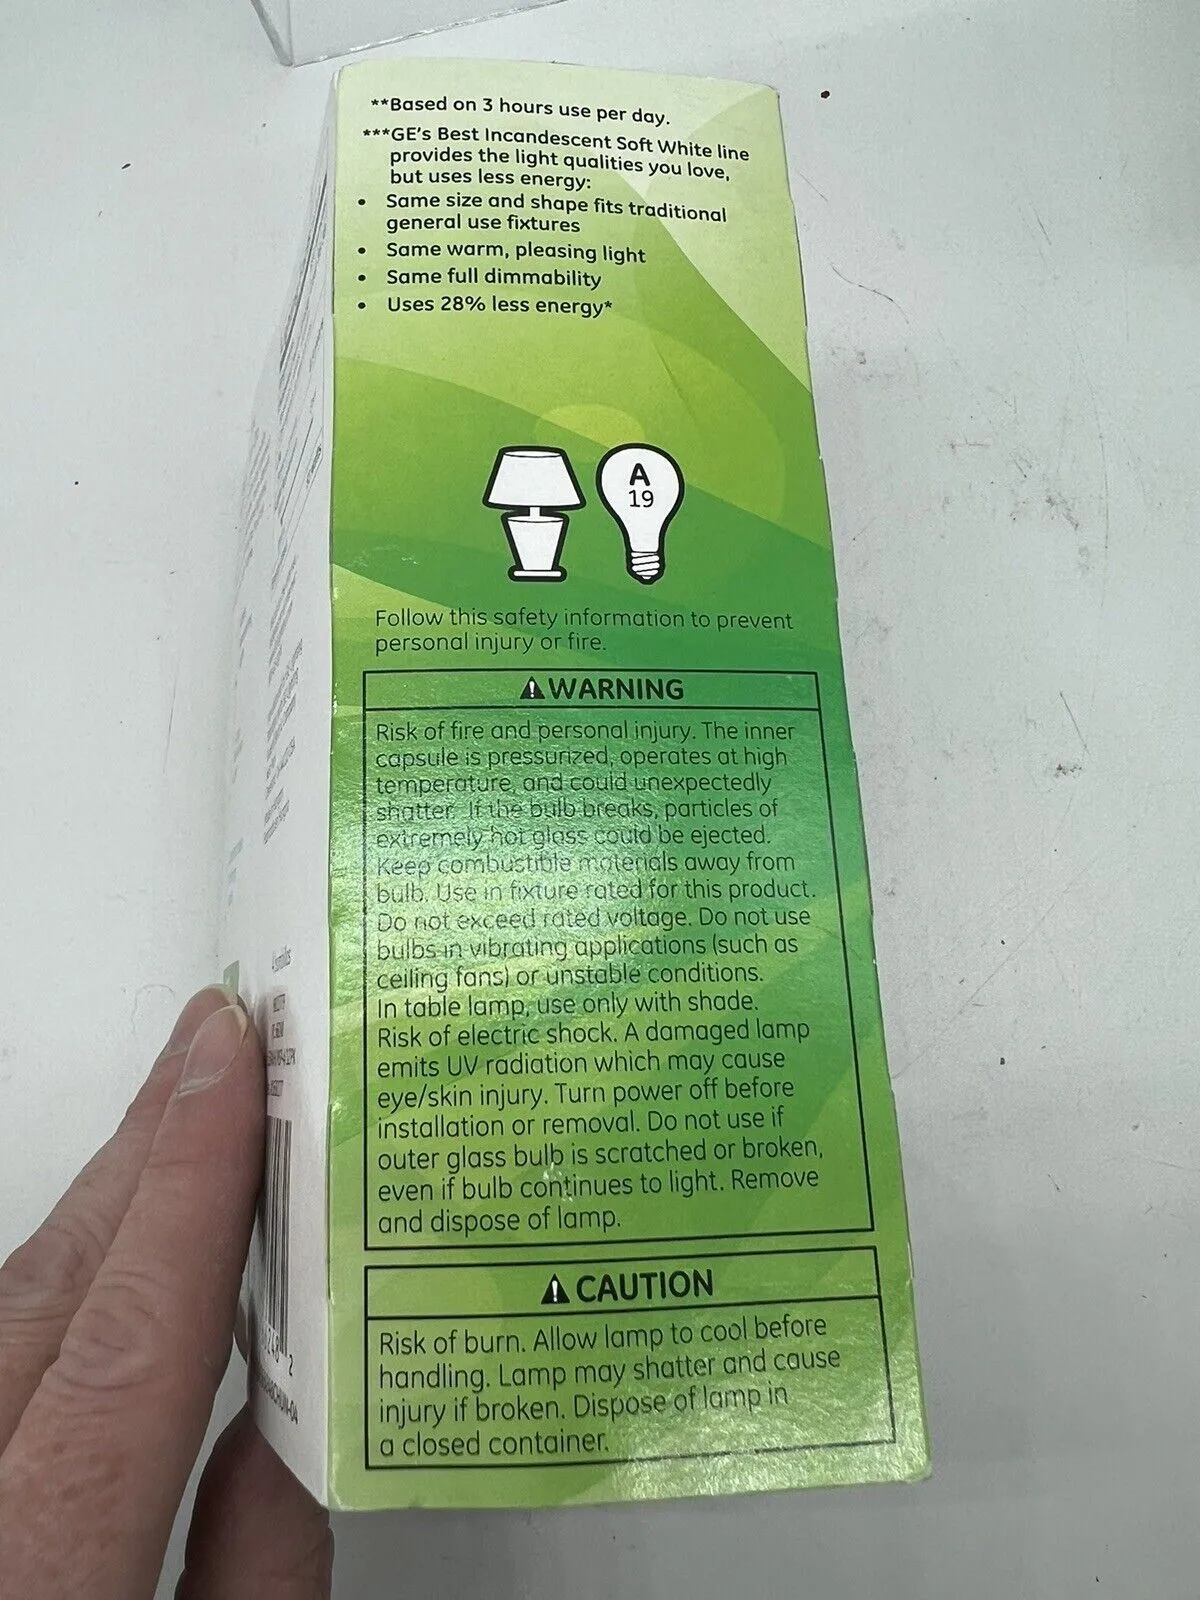 **Based on 3 hours use per day.
***GE's Best Incandescent Soft White line
provides the light qualities you love,
but uses less energy:
• Same size and shape fits traditional
general use fixtures
• Same warm, pleasing light
• Same full dimmability
• Uses 28% less energy*
A
19
Follow this safety information to prevent
personal injury or fire.
⚠WARNING
Risk of fire and personal injury. The inner
capsule is pressurized, operates at high
temperature, and could unexpectedly
shatter. If the bulb breaks, particles of
extremely hot glass could be ejected.
Keep combustible materials away from
bulb. Use in fixture rated for this product.
Do not exceed rated voltage. Do not use
bulbs in vibrating applications (such as
ceiling fans) or unstable conditions.
In table lamp, use only with shade.
Risk of electric shock. A damaged lamp
emits UV radiation which may cause
eye/skin injury. Turn power off before
installation or removal. Do not use if
outer glass bulb is scratched or broken,
even if bulb continues to light. Remove
and dispose of lamp.
⚠CAUTION
Risk of burn. Allow lamp to cool before
handling. Lamp may shatter and cause
injury if broken. Dispose of lamp in
a closed container.
2